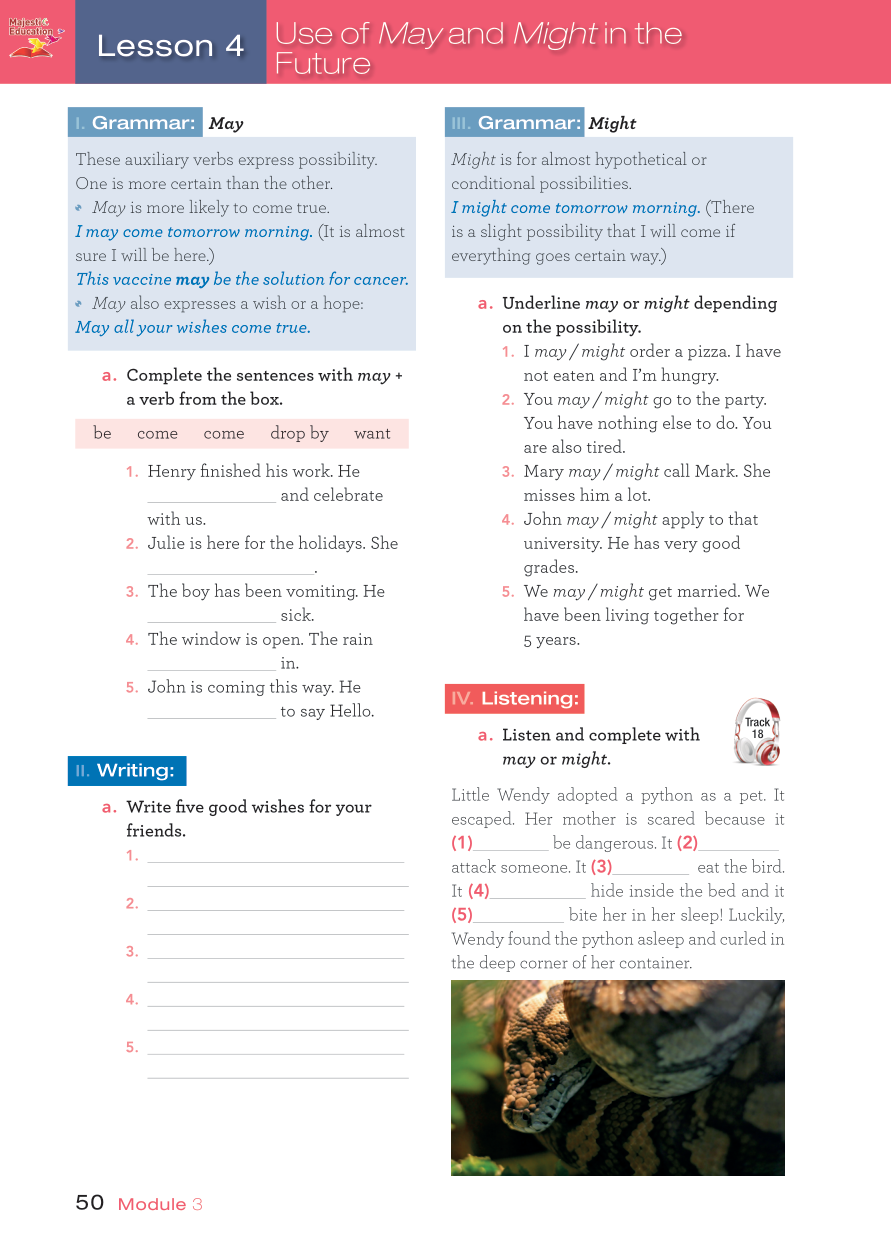 Majestic
Education
Lesson 4
Use of May and Might in the
Future
I. Grammar: May
These auxiliary verbs express possibility.
One is more certain than the other.
May is more likely to come true.
I may come tomorrow morning. (It is almost
sure I will be here.)
This vaccine may be the solution for cancer.
May also expresses a wish or a hope:
May all your wishes come true.
a. Complete the sentences with may +
a verb from the box.
be come come drop by want
1. Henry finished his work. He
____________ and celebrate
with us.
2. Julie is here for the holidays. She
____________.
3. The boy has been vomiting. He
____________ sick.
4. The window is open. The rain
____________ in.
5. John is coming this way. He
____________ to say Hello.
II. Writing:
a. Write five good wishes for your
friends.
1.
2.
3.
4.
5.
III. Grammar: Might
Might is for almost hypothetical or
conditional possibilities.
I might come tomorrow morning. (There
is a slight possibility that I will come if
everything goes certain way.)
a. Underline may or might depending
on the possibility.
1. I may / might order a pizza. I have
not eaten and I’m hungry.
2. You may / might go to the party.
You have nothing else to do. You
are also tired.
3. Mary may / might call Mark. She
misses him a lot.
4. John may / might apply to that
university. He has very good
grades.
5. We may / might get married. We
have been living together for
5 years.
IV. Listening:
Track
18
a. Listen and complete with
may or might.
Little Wendy adopted a python as a pet. It
escaped. Her mother is scared because it
(1)________ be dangerous. It (2)________
attack someone. It (3)________ eat the bird.
It (4)________ hide inside the bed and it
(5)________ bite her in her sleep! Luckily,
Wendy found the python asleep and curled in
the deep corner of her container.
50 Module 3